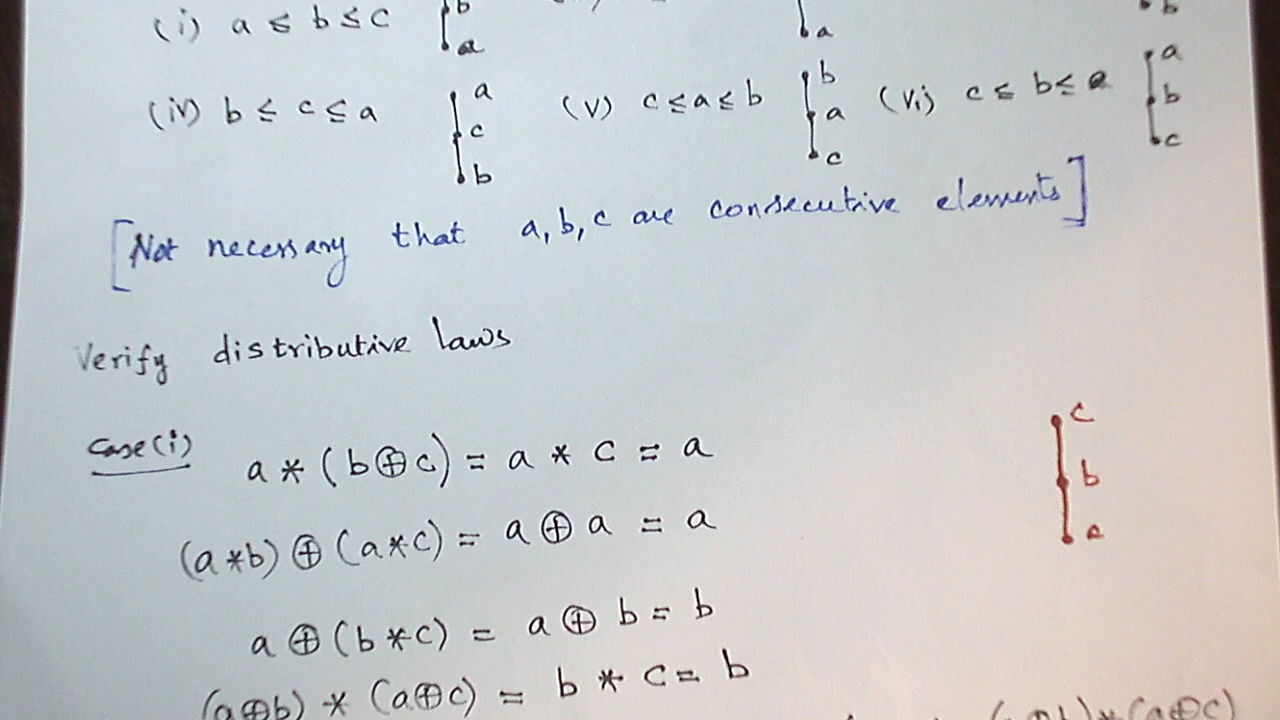 (i) a ≤ b ≤ c b a a b
(iv) b ≤ c ≤ a a c b (v) c ≤ a ≤ b b a c (vi) c ≤ b ≤ a a b c
[Not necessary that a, b, c are consecutive elements]
Verify distributive laws
Case(i) a * (b ⊕ c) = a * c = a
(a * b) ⊕ (a * c) = a ⊕ a = a
c b a
a ⊕ (b * c) = a ⊕ b = b
(a ⊕ b) * (a ⊕ c) = b * c = b
* (a ⊕ c)